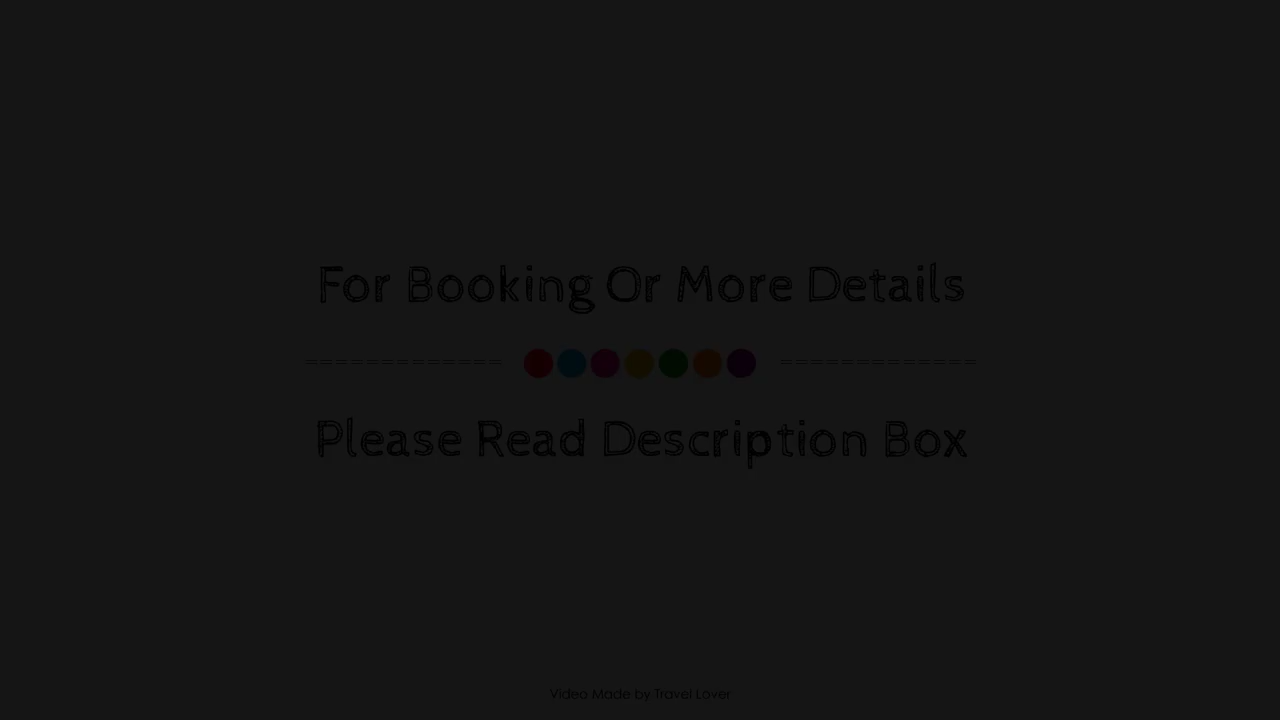 For Booking Or More Details
============= =============
Please Read Description Box
Video Made by Travel Lover